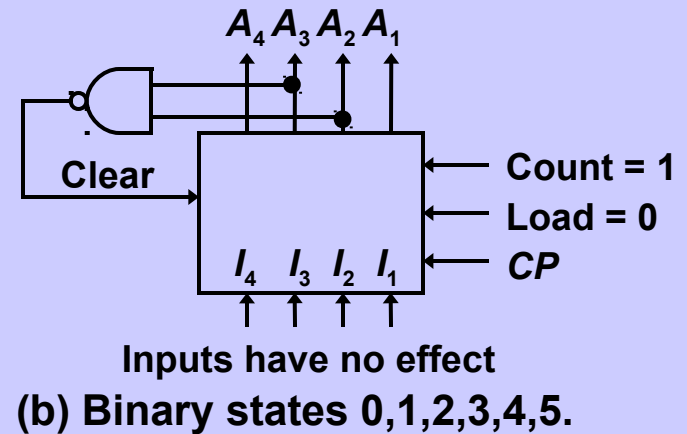 A4 A3 A2 A1
Clear
Count = 1
Load = 0
CP
I4 I3 I2 I1
Inputs have no effect
(b) Binary states 0,1,2,3,4,5.